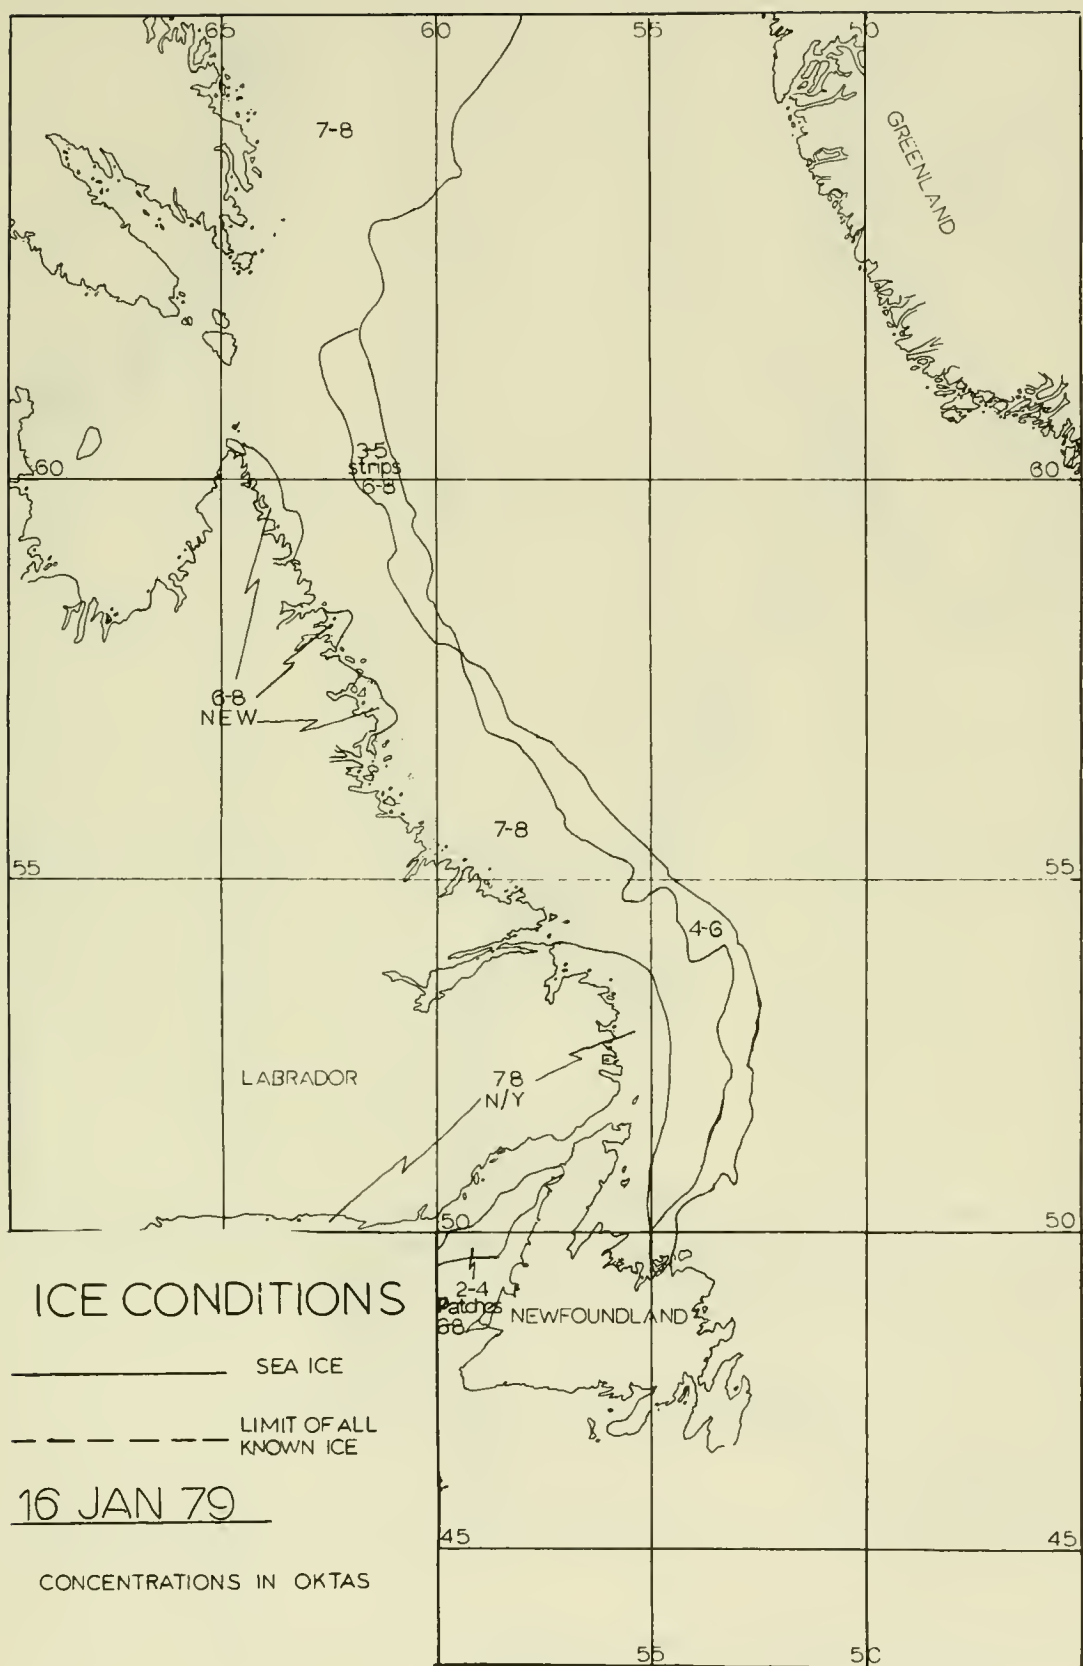 65 60 55 50
7-8
GREENLAND
3-5
strips
6-8
60 60
6-8
NEW
7-8
55 55
4-6
LABRADOR
7 8
N/Y
50 50
ICE CONDITIONS
2-4
Patches
6-8
NEWFOUNDLAND
SEA ICE
LIMIT OF ALL
KNOWN ICE
16 JAN 79
45 45
CONCENTRATIONS IN OKTAS
55 50